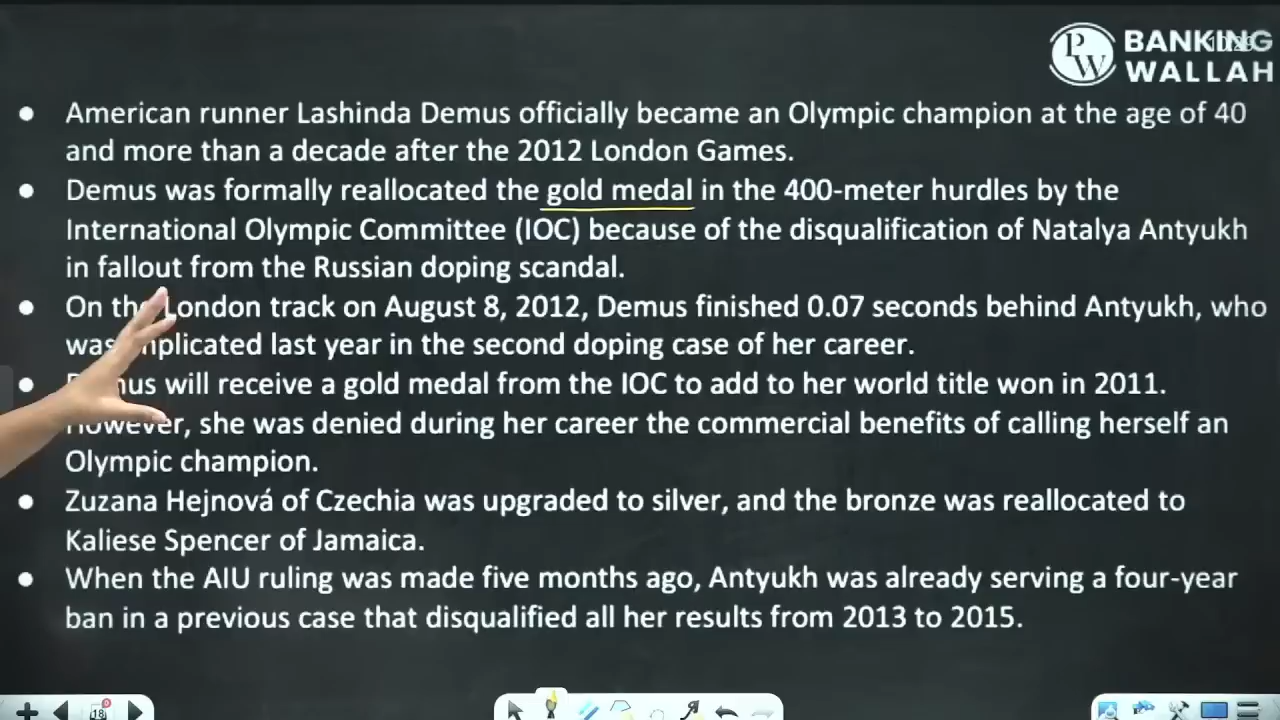 BANKING
WALLAH
PW
● American runner Lashinda Demus officially became an Olympic champion at the age of 40
and more than a decade after the 2012 London Games.
● Demus was formally reallocated the gold medal in the 400-meter hurdles by the
International Olympic Committee (IOC) because of the disqualification of Natalya Antyukh
in fallout from the Russian doping scandal.
● On the London track on August 8, 2012, Demus finished 0.07 seconds behind Antyukh, who
was implicated last year in the second doping case of her career.
● Demus will receive a gold medal from the IOC to add to her world title won in 2011.
However, she was denied during her career the commercial benefits of calling herself an
Olympic champion.
● Zuzana Hejnová of Czechia was upgraded to silver, and the bronze was reallocated to
Kaliese Spencer of Jamaica.
● When the AIU ruling was made five months ago, Antyukh was already serving a four-year
ban in a previous case that disqualified all her results from 2013 to 2015.
18